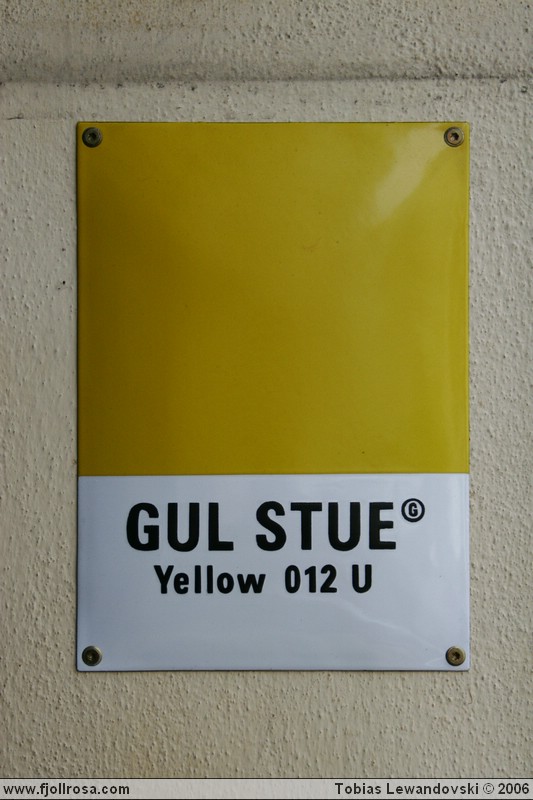 GUL STUE Ⓖ
Yellow 012 U
www.fjollrosa.com
Tobias Lewandovski © 2006